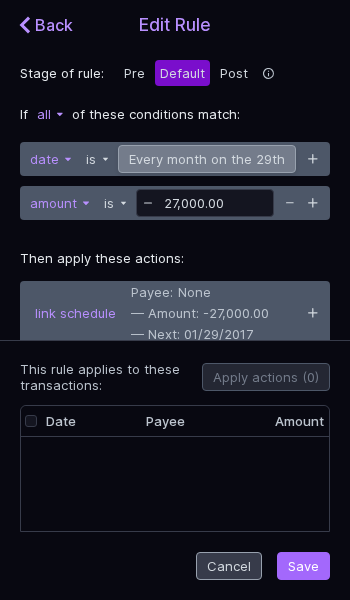 Back
Edit Rule
Stage of rule: Pre Default Post
If all of these conditions match:
date is Every month on the 29th +
amount is − 27,000.00 − +
Then apply these actions:
link schedule
Payee: None
— Amount: -27,000.00
— Next: 01/29/2017
+
This rule applies to these
transactions:
Apply actions (0)
Date Payee Amount
Cancel Save